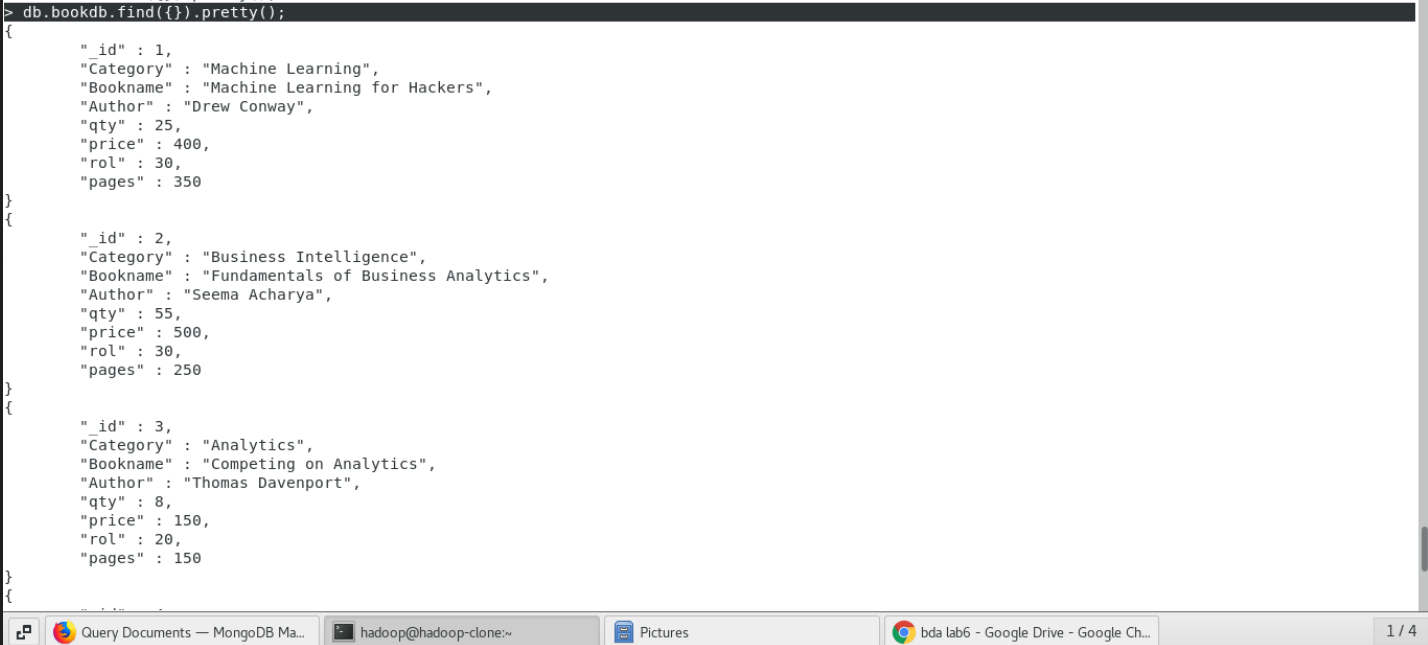 > db.bookdb.find({}).pretty();
{
"_id" : 1,
"Category" : "Machine Learning",
"Bookname" : "Machine Learning for Hackers",
"Author" : "Drew Conway",
"qty" : 25,
"price" : 400,
"rol" : 30,
"pages" : 350
}
{
"_id" : 2,
"Category" : "Business Intelligence",
"Bookname" : "Fundamentals of Business Analytics",
"Author" : "Seema Acharya",
"qty" : 55,
"price" : 500,
"rol" : 30,
"pages" : 250
}
{
"_id" : 3,
"Category" : "Analytics",
"Bookname" : "Competing on Analytics",
"Author" : "Thomas Davenport",
"qty" : 8,
"price" : 150,
"rol" : 20,
"pages" : 150
}
{
Query Documents — MongoDB Ma... hadoop@hadoop-clone:~ Pictures bda lab6 - Google Drive - Google Ch... 1 / 4